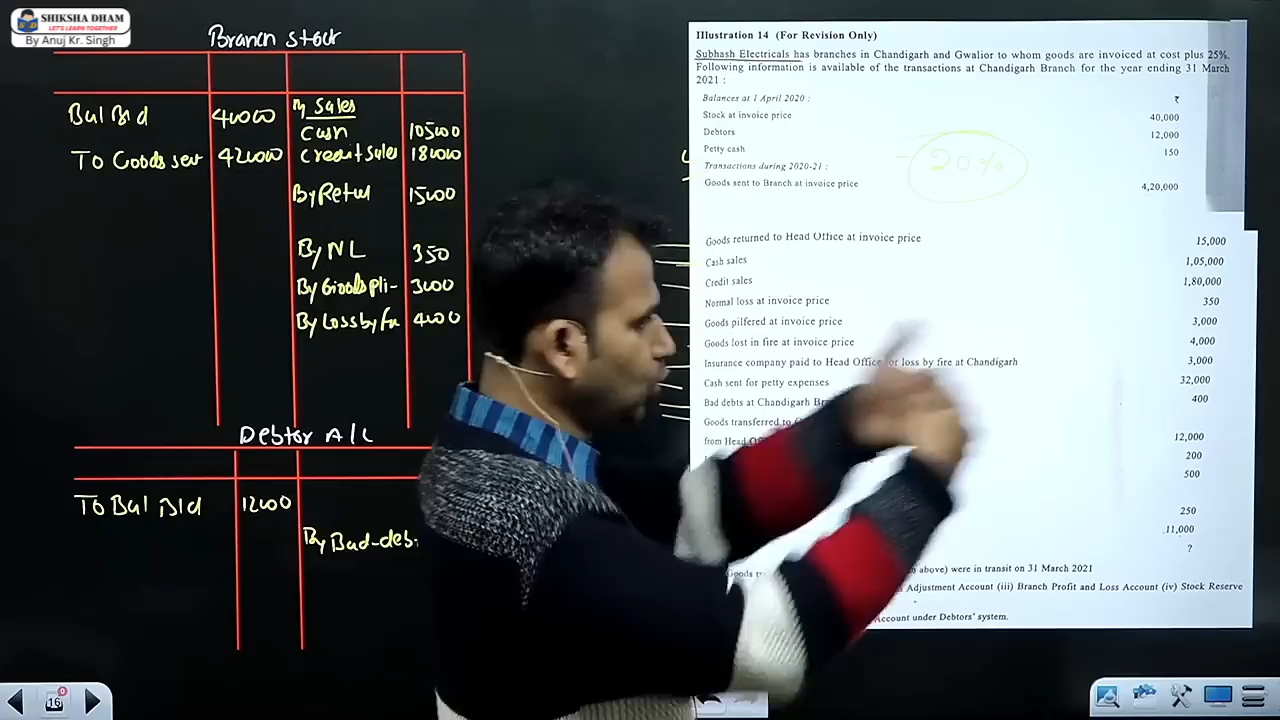 SHIKSHA DHAM
LET'S LEARN TOGETHER
By Anuj Kr. Singh
Branch Stock
Bal B/d 40000 By Sales
Cash 105000
To Goods sent 420000 Credit Sales 180000
By Retu 15000
By NL 350
By Goods pli- 3000
By Loss by fi 4000
Debtor A/c
To Bal B/d 12000
By Bad-deb
Illustration 14 (For Revision Only)
Subhash Electricals has branches in Chandigarh and Gwalior to whom goods are invoiced at cost plus 25%.
Following information is available of the transactions at Chandigarh Branch for the year ending 31 March
2021 :
Balances at 1 April 2020 : ₹
Stock at invoice price 40,000
Debtors 12,000
Petty cash 150
20%
Transactions during 2020-21 :
Goods sent to Branch at invoice price 4,20,000
Goods returned to Head Office at invoice price 15,000
Cash sales 1,05,000
Credit sales 1,80,000
Normal loss at invoice price 350
Goods pilfered at invoice price 3,000
Goods lost in fire at invoice price 4,000
Insurance company paid to Head Office for loss by fire at Chandigarh 3,000
Cash sent for petty expenses 32,000
Bad debts at Chandigarh Br 400
Goods transferred to
from Head O 12,000
200
500
250
11,000
?
Goods tr above) were in transit on 31 March 2021
Adjustment Account (iii) Branch Profit and Loss Account (iv) Stock Reserve
Account under Debtors' system.
16
0